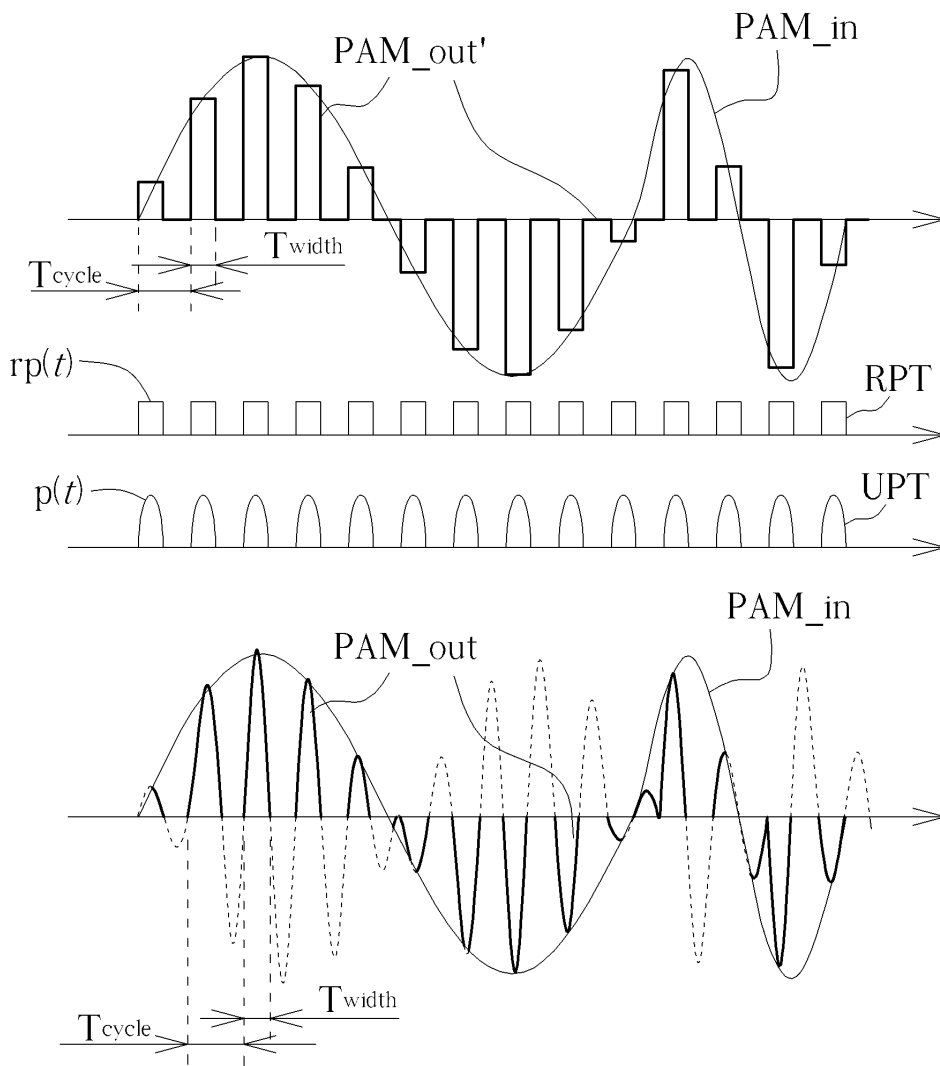 PAM_out'
PAM_in
Twidth
Tcycle
rp(t)
RPT
p(t)
UPT
PAM_in
PAM_out
Twidth
Tcycle